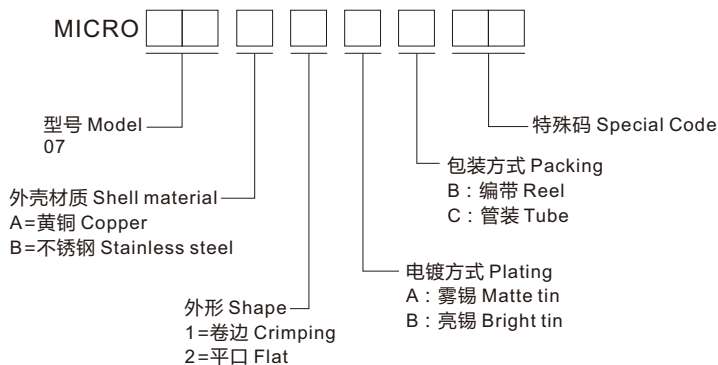 MICRO
型号 Model
07
特殊码 Special Code
包装方式 Packing
B：编带 Reel
C：管装 Tube
外壳材质 Shell material
A=黄铜 Copper
B=不锈钢 Stainless steel
电镀方式 Plating
A：雾锡 Matte tin
B：亮锡 Bright tin
外形 Shape
1=卷边 Crimping
2=平口 Flat